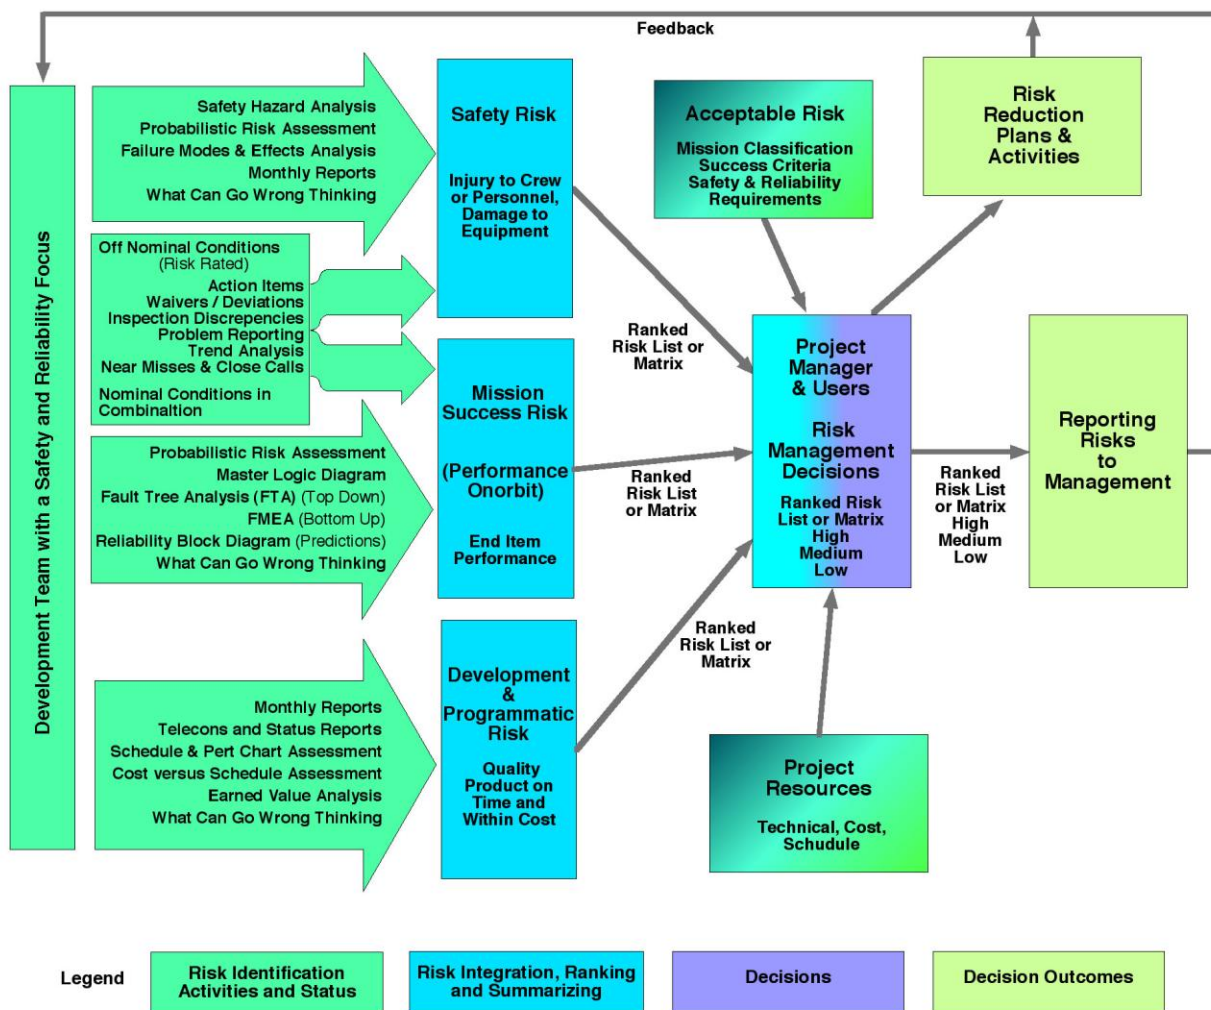 Feedback
Development Team with a Safety and Reliability Focus
Safety Hazard Analysis
Probabilistic Risk Assessment
Failure Modes & Effects Analysis
Monthly Reports
What Can Go Wrong Thinking
Off Nominal Conditions
(Risk Rated)
Action Items
Waivers / Deviations
Inspection Discrepencies
Problem Reporting
Trend Analysis
Near Misses & Close Calls
Nominal Conditions in
Combinaltion
Probabilistic Risk Assessment
Master Logic Diagram
Fault Tree Analysis (FTA) (Top Down)
FMEA (Bottom Up)
Reliability Block Diagram (Predictions)
What Can Go Wrong Thinking
Monthly Reports
Telecons and Status Reports
Schedule & Pert Chart Assessment
Cost versus Schedule Assessment
Earned Value Analysis
What Can Go Wrong Thinking
Safety Risk
Injury to Crew
or Personnel,
Damage to
Equipment
Mission
Success Risk
(Performance
Onorbit)
End Item
Performance
Development
&
Programmatic
Risk
Quality
Product on
Time and
Within Cost
Ranked
Risk List or
Matrix
Ranked
Risk List
or Matrix
Ranked
Risk List or
Matrix
Acceptable Risk
Mission Classification
Success Criteria
Safety & Reliability
Requirements
Project
Manager
& Users
Risk
Management
Decisions
Ranked Risk
List or Matrix
High
Medium
Low
Project
Resources
Technical, Cost,
Schudule
Risk
Reduction
Plans &
Activities
Ranked
Risk List
or Matrix
High
Medium
Low
Reporting
Risks
to
Management
Legend
Risk Identification
Activities and Status
Risk Integration, Ranking
and Summarizing
Decisions
Decision Outcomes